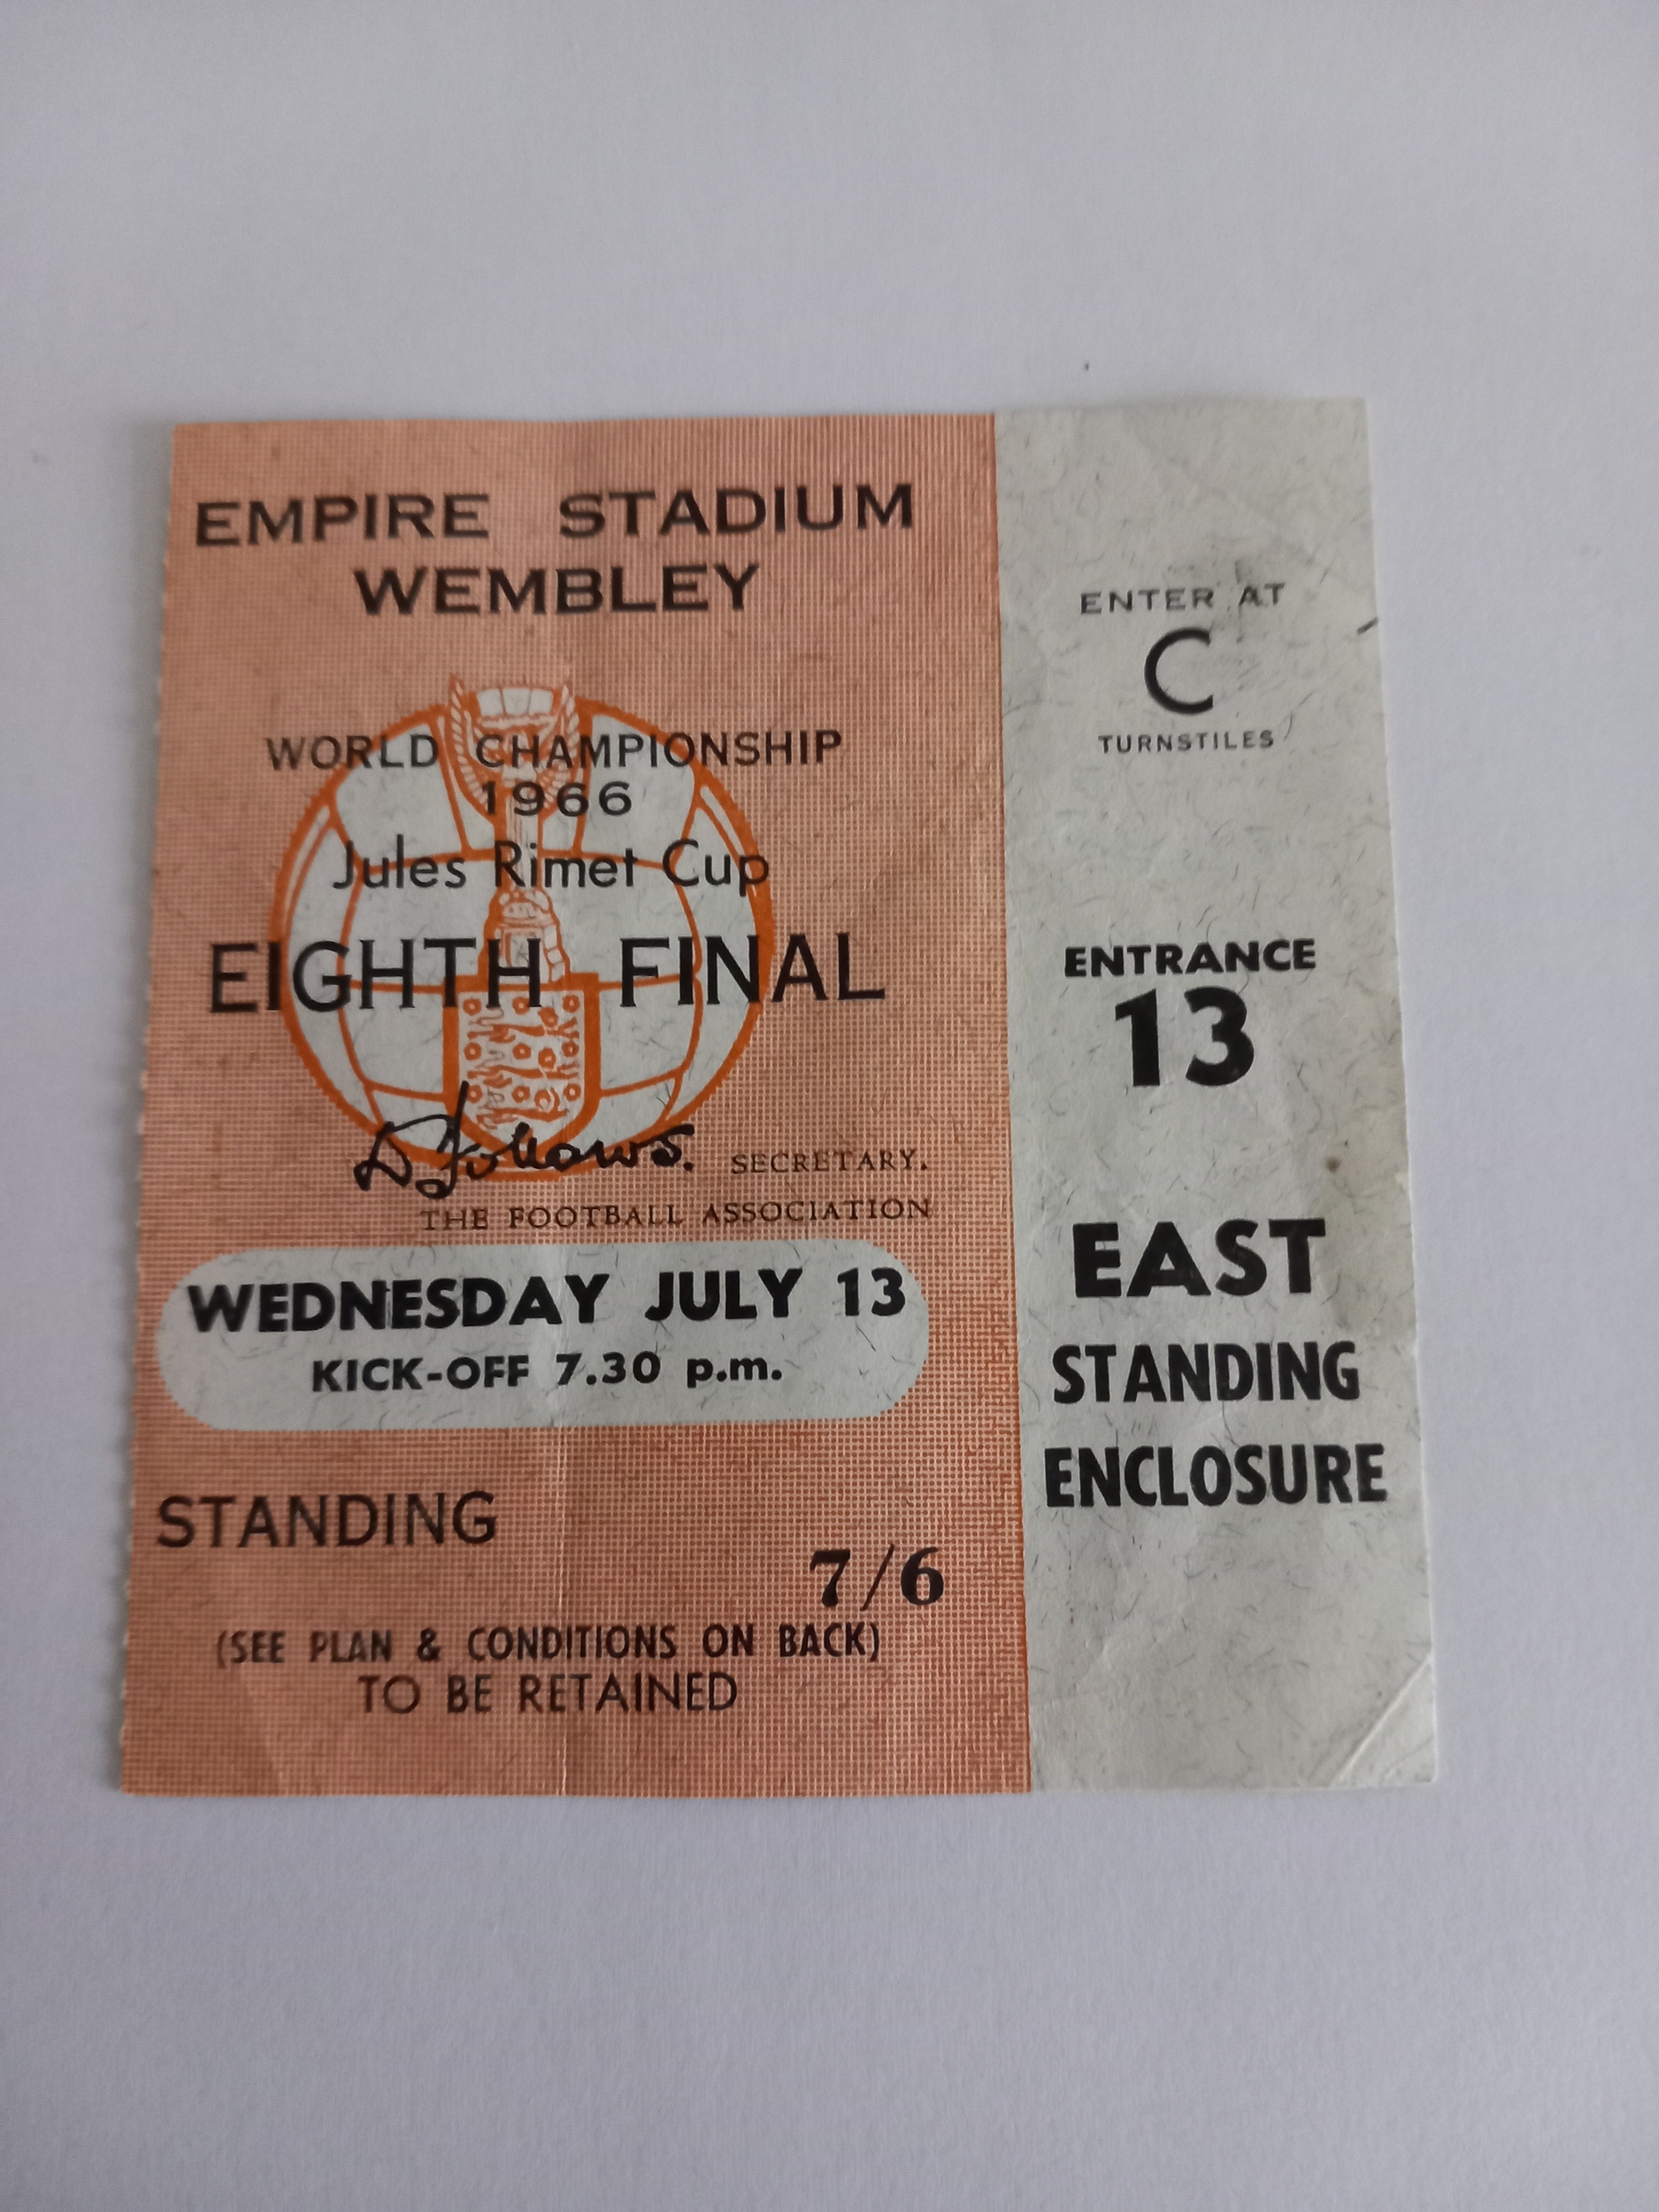 EMPIRE STADIUM
WEMBLEY
WORLD CHAMPIONSHIP
1966
Jules Rimet Cup
EIGHTH FINAL
D Follows. SECRETARY.
THE FOOTBALL ASSOCIATION
WEDNESDAY JULY 13
KICK-OFF 7.30 p.m.
STANDING
7/6
(SEE PLAN & CONDITIONS ON BACK)
TO BE RETAINED
ENTER AT
C
TURNSTILES
ENTRANCE
13
EAST
STANDING
ENCLOSURE